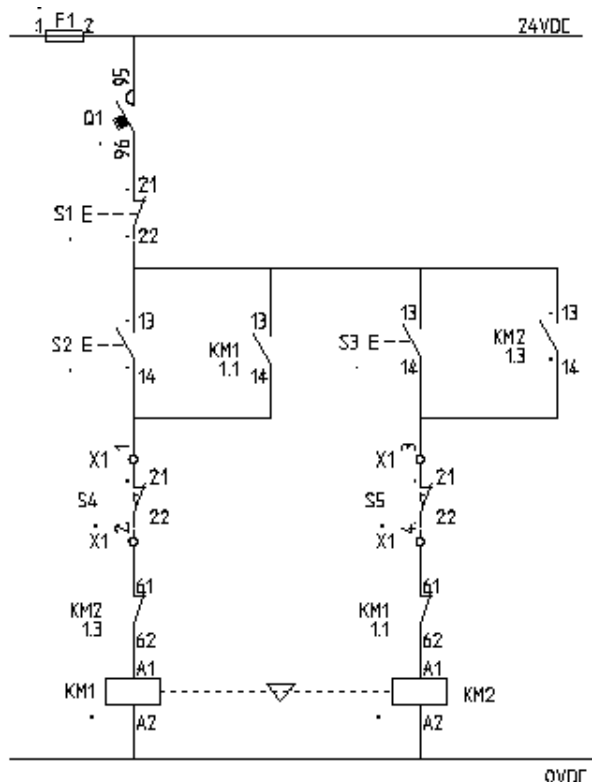 1 F1 2 24VDC
95
Q1
96
21
S1 E
22
13 13 13 13
S2 E KM1 S3 E KM2
1.1 1.3
14 14 14 14
X1 1 X1 3
21 21
S4 S5
22 22
X1 2 X1 4
61 61
KM2 KM1
1.3 1.1
62 62
A1 A1
KM1 KM2
A2 A2
0VDC